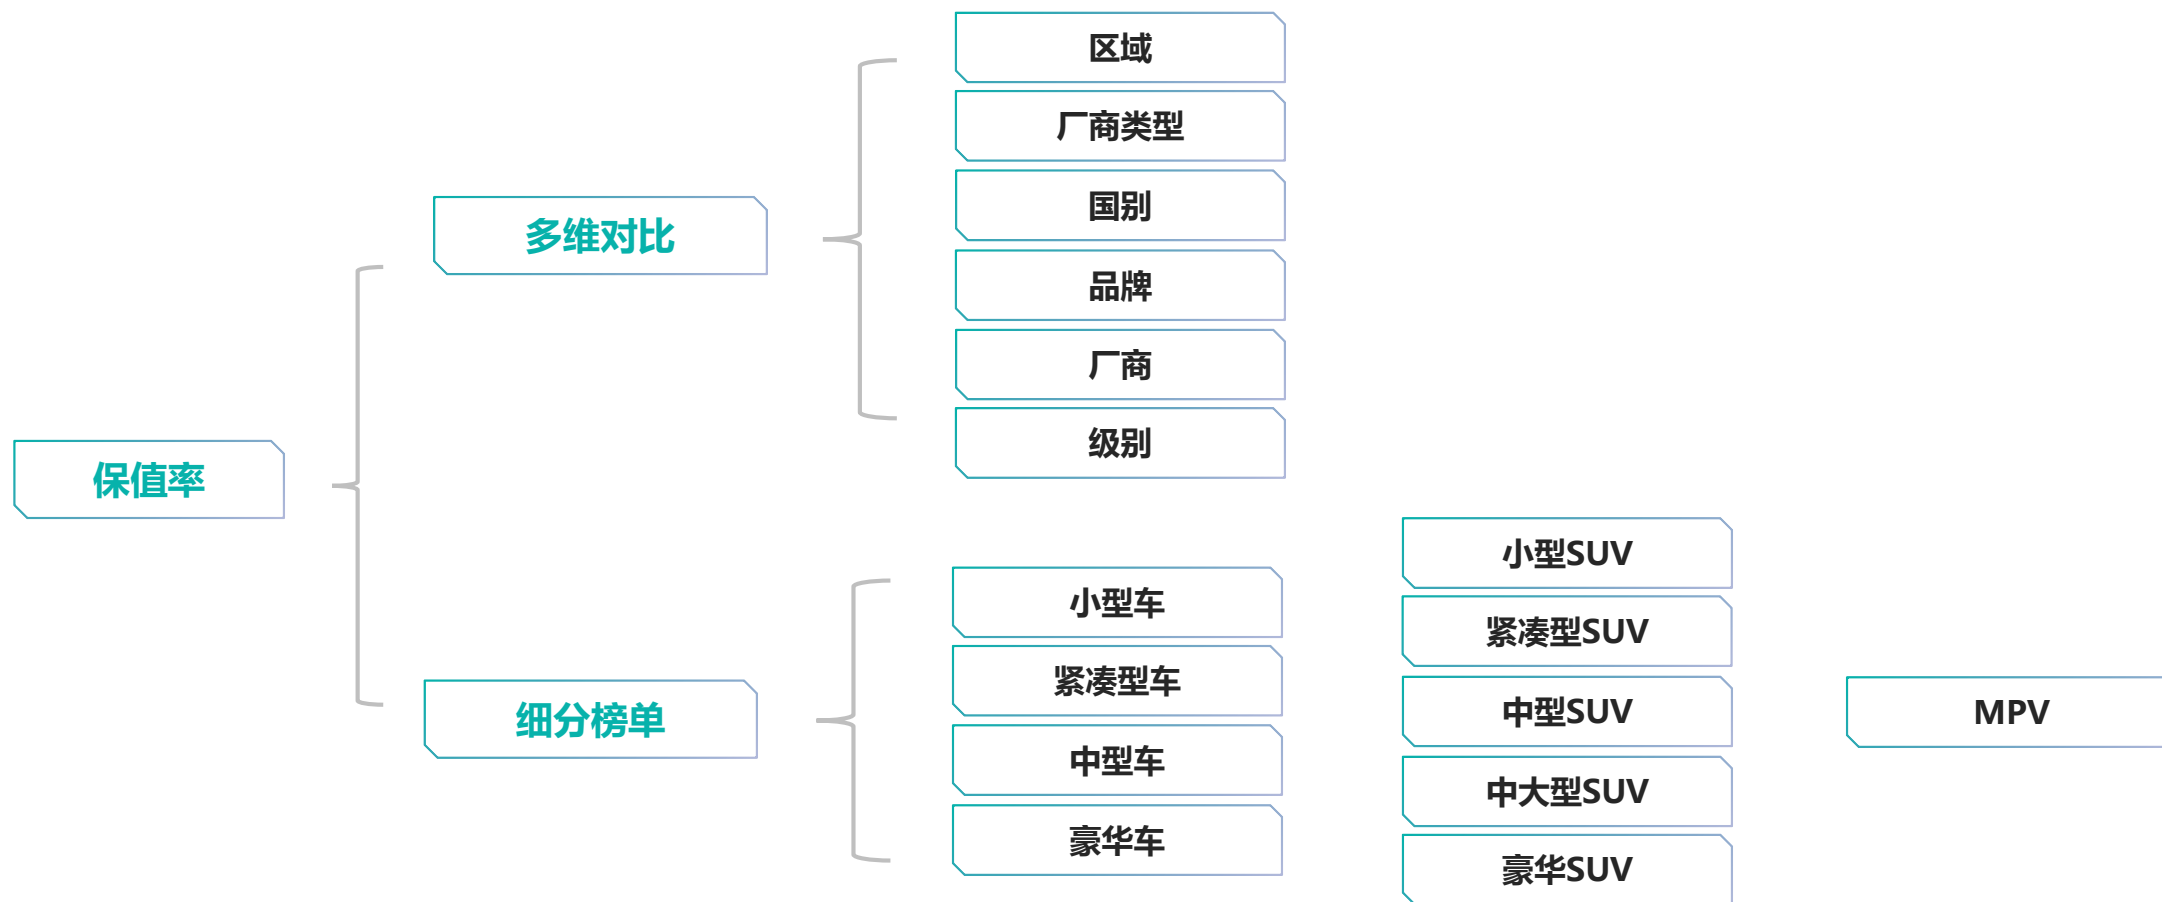 保值率
多维对比
区域
厂商类型
国别
品牌
厂商
级别
细分榜单
小型车
紧凑型车
中型车
豪华车
小型SUV
紧凑型SUV
中型SUV
中大型SUV
豪华SUV
MPV